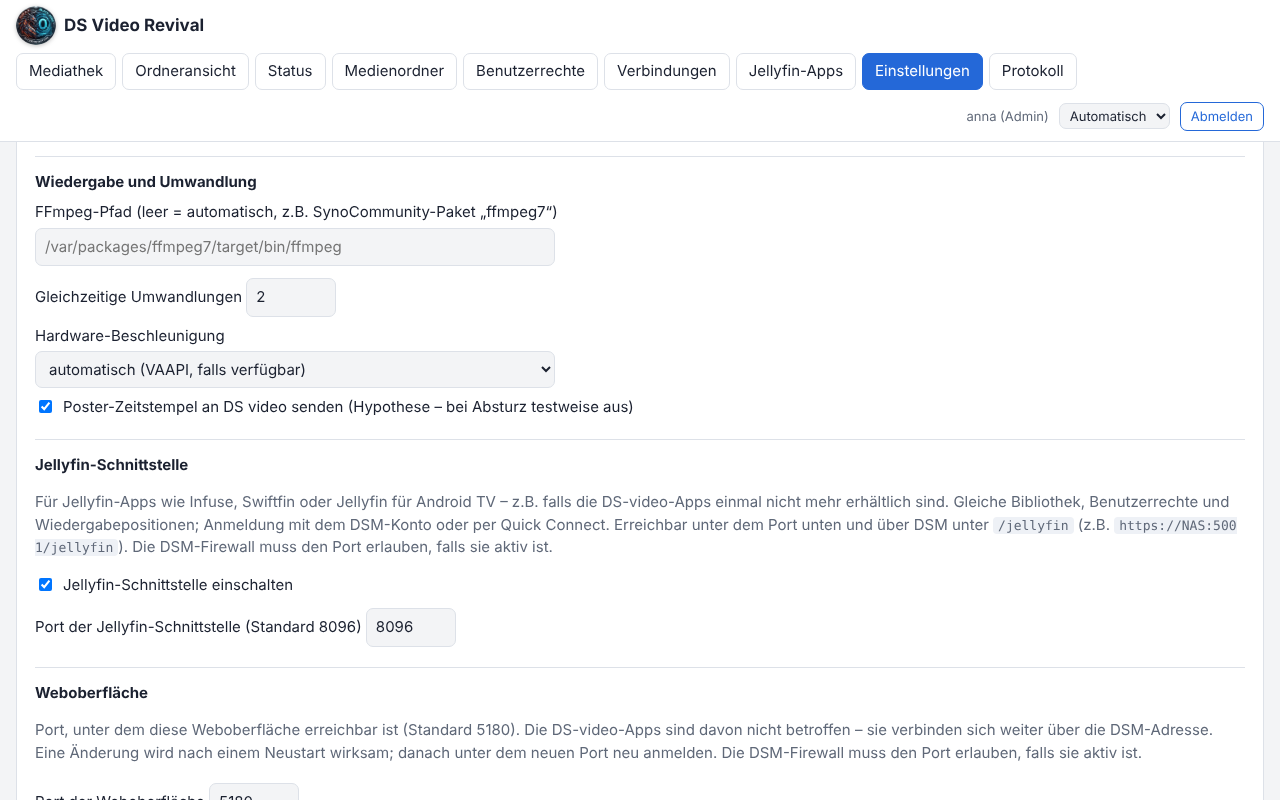 DS Video Revival
Mediathek Ordneransicht Status Medienordner Benutzerrechte Verbindungen Jellyfin-Apps Einstellungen Protokoll
anna (Admin) Automatisch Abmelden
Wiedergabe und Umwandlung
FFmpeg-Pfad (leer = automatisch, z.B. SynoCommunity-Paket „ffmpeg7“)
/var/packages/ffmpeg7/target/bin/ffmpeg
Gleichzeitige Umwandlungen 2
Hardware-Beschleunigung
automatisch (VAAPI, falls verfügbar)
Poster-Zeitstempel an DS video senden (Hypothese – bei Absturz testweise aus)
Jellyfin-Schnittstelle
Für Jellyfin-Apps wie Infuse, Swiftfin oder Jellyfin für Android TV – z.B. falls die DS-video-Apps einmal nicht mehr erhältlich sind. Gleiche Bibliothek, Benutzerrechte und
Wiedergabepositionen; Anmeldung mit dem DSM-Konto oder per Quick Connect. Erreichbar unter dem Port unten und über DSM unter /jellyfin (z.B. https://NAS:500
1/jellyfin ). Die DSM-Firewall muss den Port erlauben, falls sie aktiv ist.
Jellyfin-Schnittstelle einschalten
Port der Jellyfin-Schnittstelle (Standard 8096) 8096
Weboberfläche
Port, unter dem diese Weboberfläche erreichbar ist (Standard 5180). Die DS-video-Apps sind davon nicht betroffen – sie verbinden sich weiter über die DSM-Adresse.
Eine Änderung wird nach einem Neustart wirksam; danach unter dem neuen Port neu anmelden. Die DSM-Firewall muss den Port erlauben, falls sie aktiv ist.
Port der Weboberfläche 5180